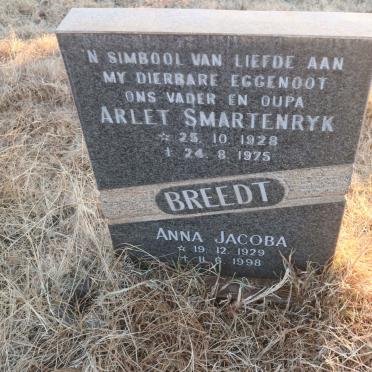 'N SIMBOOL VAN LIEFDE AAN
MY DIERBARE EGGENOOT
ONS VADER EN OUPA
ARLET SMARTENRYK
☆ 25. 10. 1928
† 24. 8. 1975
BREEDT
ANNA JACOBA
☆ 19. 12. 1929
† 11. 6. 1998